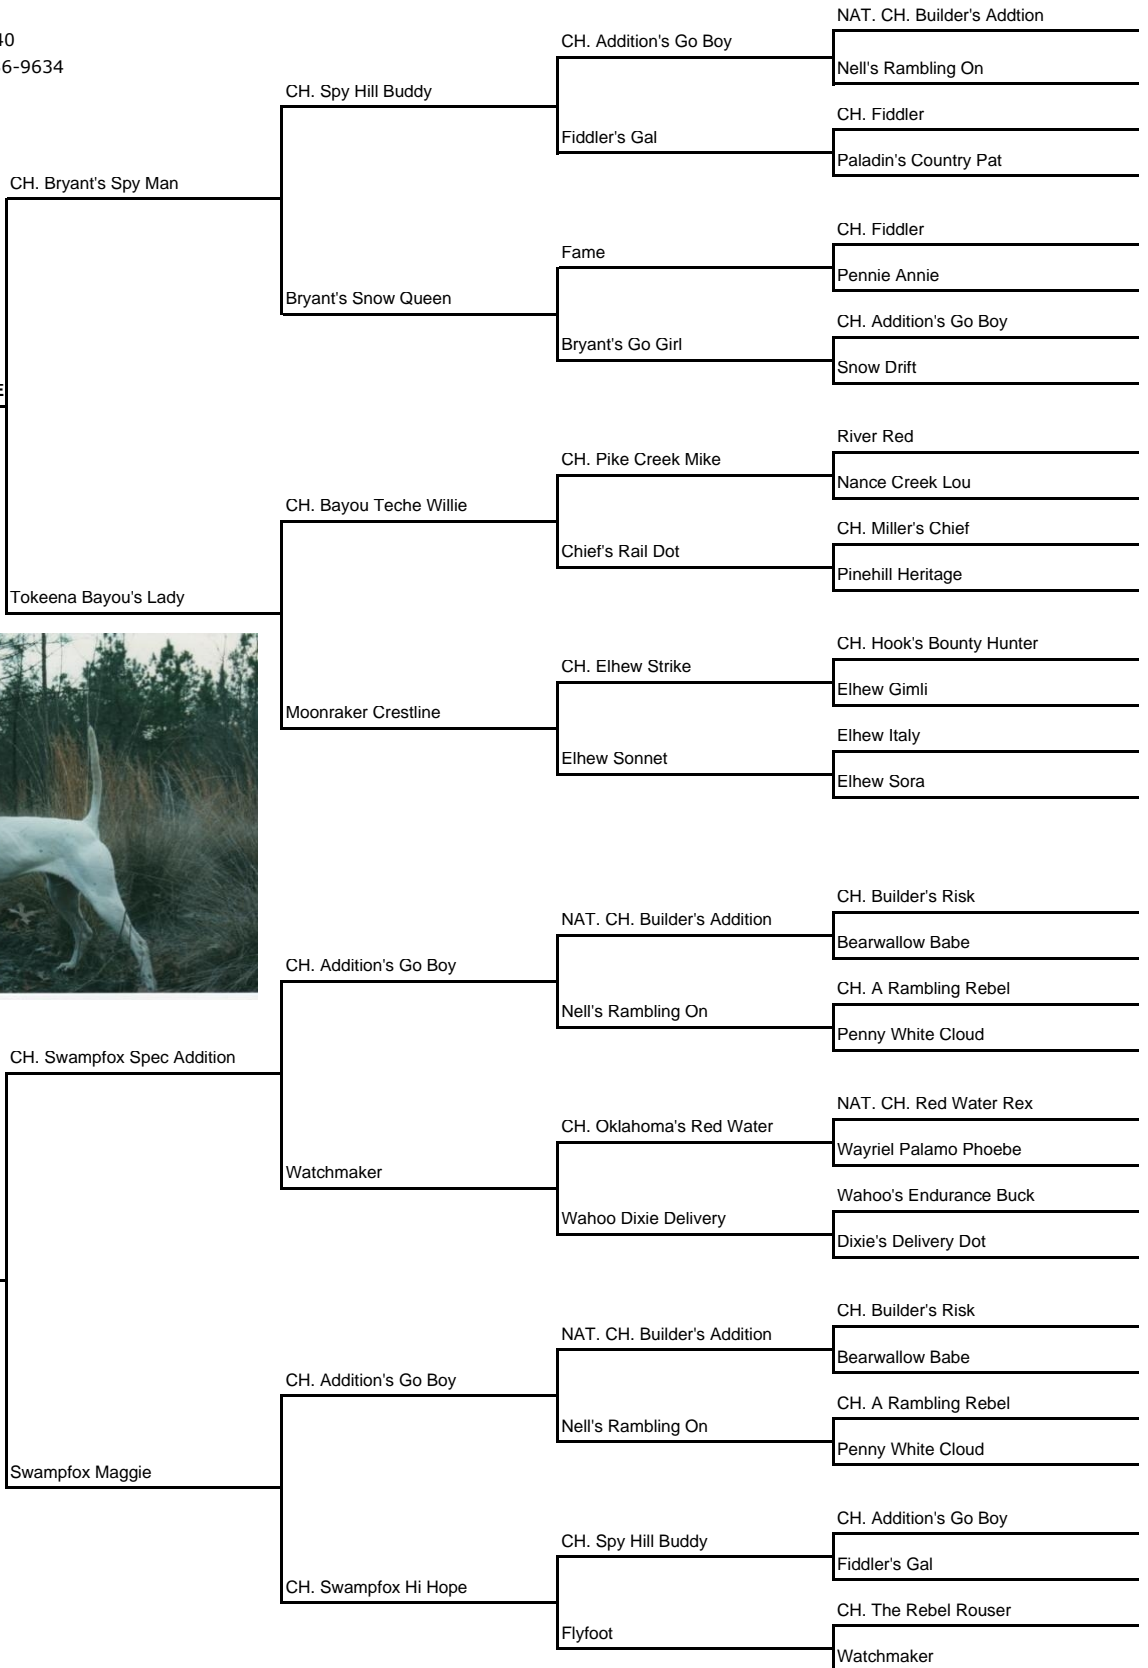 40
6-9634
CH. Bryant's Spy Man
E
Tokeena Bayou's Lady
CH. Swampfox Spec Addition
Swampfox Maggie
CH. Spy Hill Buddy
Bryant's Snow Queen
CH. Bayou Teche Willie
Moonraker Crestline
CH. Addition's Go Boy
Watchmaker
CH. Addition's Go Boy
CH. Swampfox Hi Hope
CH. Addition's Go Boy
Fiddler's Gal
Fame
Bryant's Go Girl
CH. Pike Creek Mike
Chief's Rail Dot
CH. Elhew Strike
Elhew Sonnet
NAT. CH. Builder's Addition
Nell's Rambling On
CH. Oklahoma's Red Water
Wahoo Dixie Delivery
NAT. CH. Builder's Addition
Nell's Rambling On
CH. Spy Hill Buddy
Flyfoot
NAT. CH. Builder's Addtion
Nell's Rambling On
CH. Fiddler
Paladin's Country Pat
CH. Fiddler
Pennie Annie
CH. Addition's Go Boy
Snow Drift
River Red
Nance Creek Lou
CH. Miller's Chief
Pinehill Heritage
CH. Hook's Bounty Hunter
Elhew Gimli
Elhew Italy
Elhew Sora
CH. Builder's Risk
Bearwallow Babe
CH. A Rambling Rebel
Penny White Cloud
NAT. CH. Red Water Rex
Wayriel Palamo Phoebe
Wahoo's Endurance Buck
Dixie's Delivery Dot
CH. Builder's Risk
Bearwallow Babe
CH. A Rambling Rebel
Penny White Cloud
CH. Addition's Go Boy
Fiddler's Gal
CH. The Rebel Rouser
Watchmaker